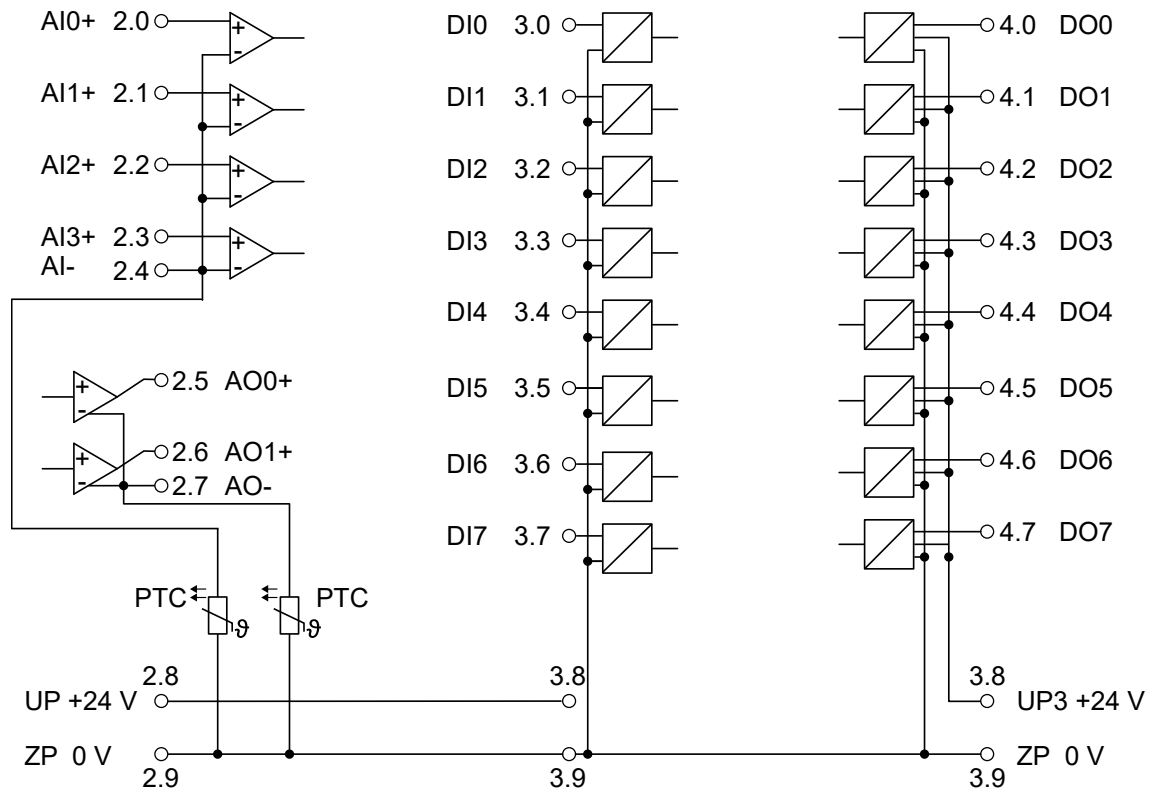 AI0+ 2.0
AI1+ 2.1
AI2+ 2.2
AI3+ 2.3
AI- 2.4
+
-
+
-
+
-
+
-
2.5 AO0+
2.6 AO1+
2.7 AO-
+
-
+
-
PTC ϑ
PTC ϑ
DI0 3.0
DI1 3.1
DI2 3.2
DI3 3.3
DI4 3.4
DI5 3.5
DI6 3.6
DI7 3.7
4.0 DO0
4.1 DO1
4.2 DO2
4.3 DO3
4.4 DO4
4.5 DO5
4.6 DO6
4.7 DO7
2.8
3.8
3.8
UP +24 V
UP3 +24 V
ZP 0 V
ZP 0 V
2.9
3.9
3.9